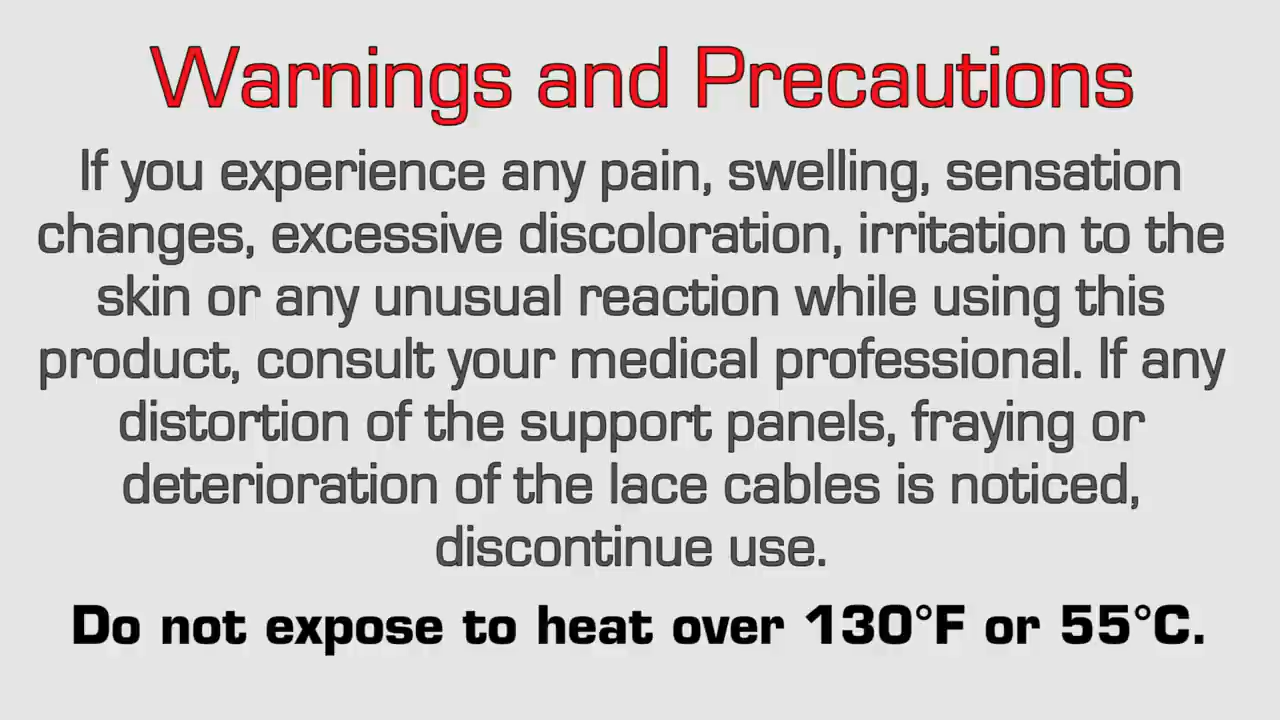 Warnings and Precautions
If you experience any pain, swelling, sensation
changes, excessive discoloration, irritation to the
skin or any unusual reaction while using this
product, consult your medical professional. If any
distortion of the support panels, fraying or
deterioration of the lace cables is noticed,
discontinue use.
Do not expose to heat over 130°F or 55°C.